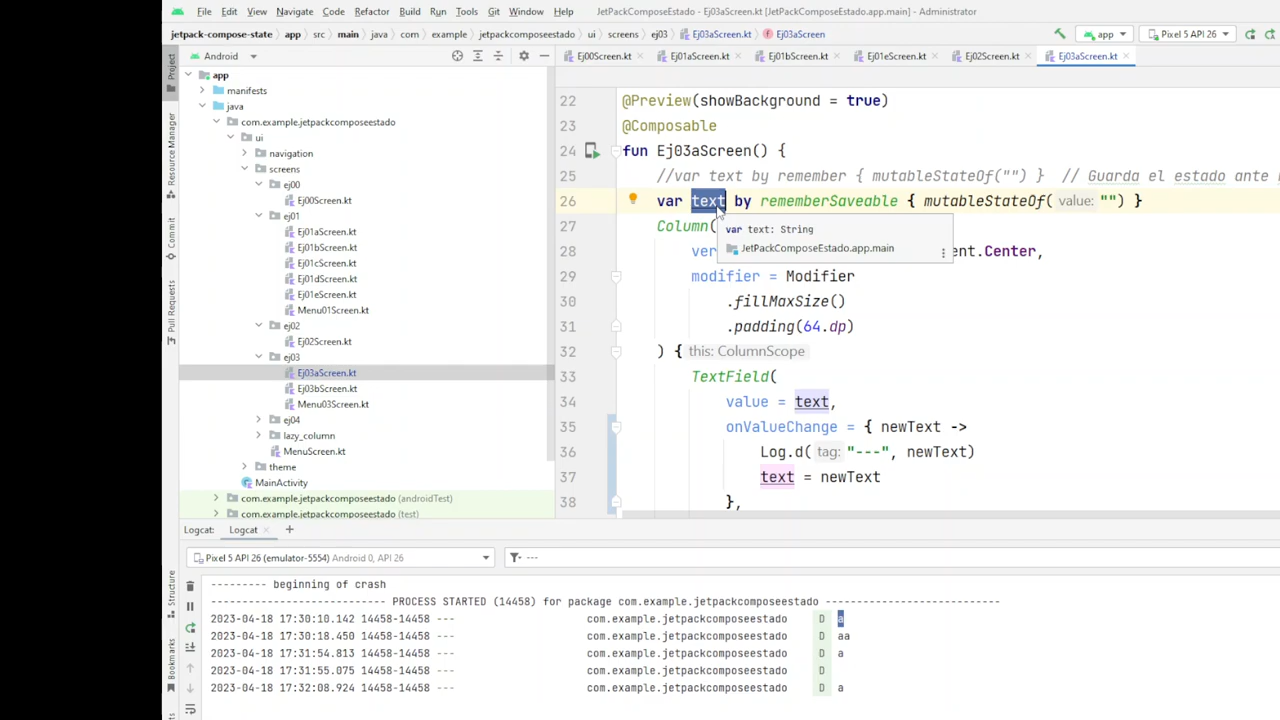 File Edit View Navigate Code Refactor Build Run Tools Git Window Help JetpackComposeEstado - Ej03aScreen.kt [JetPackComposeEstado.app.main] - Administrator
jetpack-compose-state app src main java com example jetpackcomposeestado ui screens ej03 Ej03aScreen.kt Ej03aScreen app Pixel 5 API 26
Project
Android
Ej00Screen.kt Ej01aScreen.kt Ej01bScreen.kt Ej01eScreen.kt Ej02Screen.kt Ej03aScreen.kt
app
manifests
java
com.example.jetpackcomposeestado
ui
navigation
screens
ej00
Ej00Screen.kt
ej01
Ej01aScreen.kt
Ej01bScreen.kt
Ej01cScreen.kt
Ej01dScreen.kt
Ej01eScreen.kt
Menu01Screen.kt
ej02
Ej02Screen.kt
ej03
Ej03aScreen.kt
Ej03bScreen.kt
Menu03Screen.kt
ej04
lazy_column
MenuScreen.kt
theme
MainActivity
com.example.jetpackcomposeestado (androidTest)
com.example.jetpackcomposeestado (test)
Resource Manager
Commit
Pull Requests
22 @Preview(showBackground = true)
23 @Composable
24 fun Ej03aScreen() {
25 //var text by remember { mutableStateOf("") } // Guarda el estado ante
26 var text by rememberSaveable { mutableStateOf( value: "") }
27 Column(
var text: String
JetPackComposeEstado.app.main
28 ver ent.Center,
29 modifier = Modifier
30 .fillMaxSize()
31 .padding(64.dp)
32 ) { this: ColumnScope
33 TextField(
34 value = text,
35 onValueChange = { newText ->
36 Log.d( tag: "---", newText)
37 text = newText
38 },
Logcat: Logcat +
Pixel 5 API 26 (emulator-5554) Android 0, API 26 ---
Structure
Bookmarks
--------- beginning of crash
--------------------------- PROCESS STARTED (14458) for package com.example.jetpackcomposeestado ---------------------------
2023-04-18 17:30:10.142 14458-14458 --- com.example.jetpackcomposeestado D a
2023-04-18 17:30:18.450 14458-14458 --- com.example.jetpackcomposeestado D aa
2023-04-18 17:31:54.813 14458-14458 --- com.example.jetpackcomposeestado D a
2023-04-18 17:31:55.075 14458-14458 --- com.example.jetpackcomposeestado D
2023-04-18 17:32:08.924 14458-14458 --- com.example.jetpackcomposeestado D a